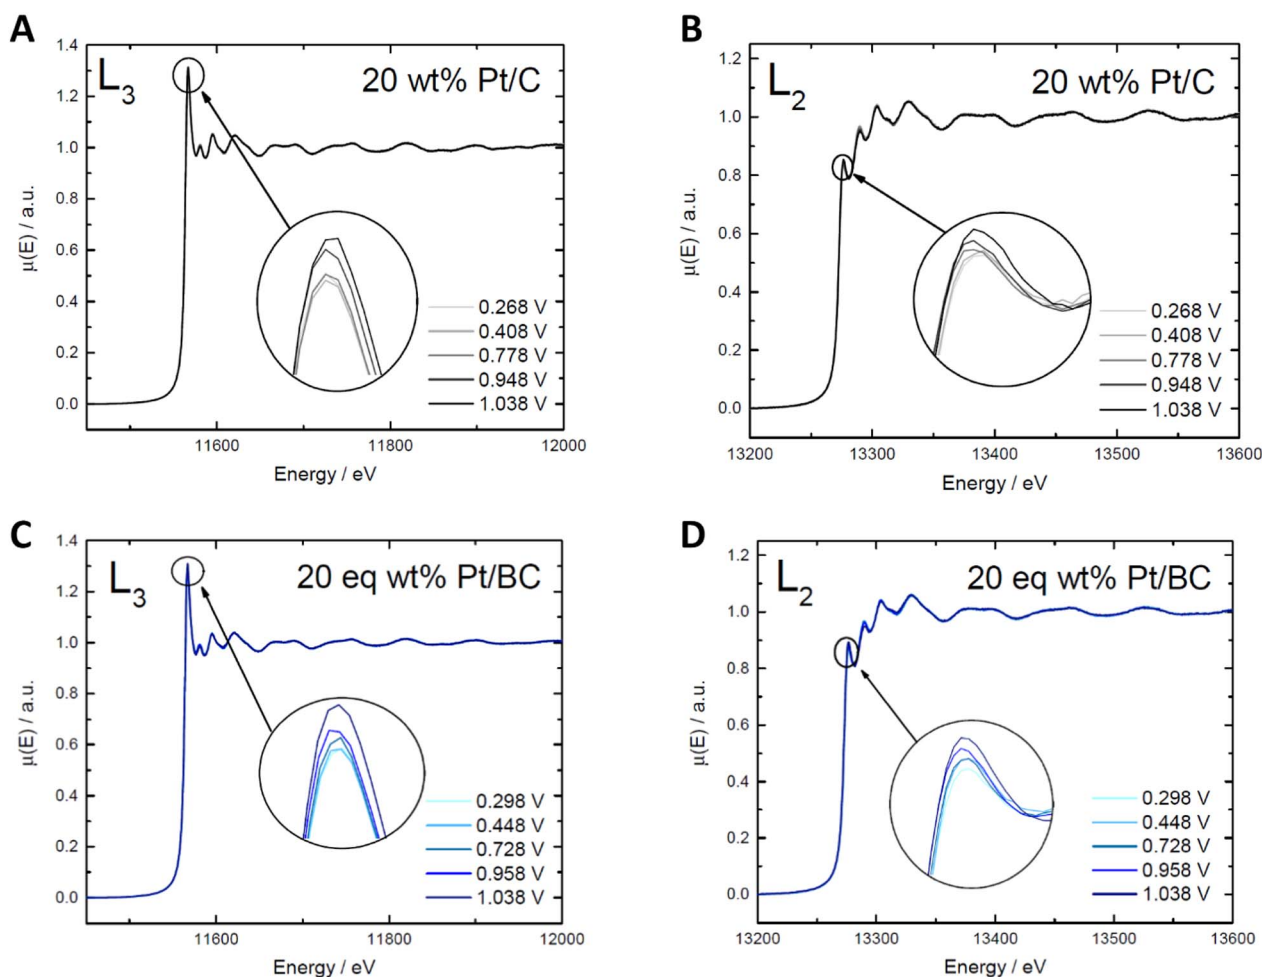 A
L3
20 wt% Pt/C
1.4
1.2
1.0
0.8
0.6
0.4
0.2
0.0
μ(E) / a.u.
0.268 V
0.408 V
0.778 V
0.948 V
1.038 V
11600
11800
12000
Energy / eV
B
L2
20 wt% Pt/C
1.2
1.0
0.8
0.6
0.4
0.2
0.0
μ(E) / a.u.
0.268 V
0.408 V
0.778 V
0.948 V
1.038 V
13200
13300
13400
13500
13600
Energy / eV
C
L3
20 eq wt% Pt/BC
1.4
1.2
1.0
0.8
0.6
0.4
0.2
0.0
μ(E) / a.u.
0.298 V
0.448 V
0.728 V
0.958 V
1.038 V
11600
11800
12000
Energy / eV
D
L2
20 eq wt% Pt/BC
1.2
1.0
0.8
0.6
0.4
0.2
0.0
μ(E) / a.u.
0.298 V
0.448 V
0.728 V
0.958 V
1.038 V
13200
13300
13400
13500
13600
Energy / eV